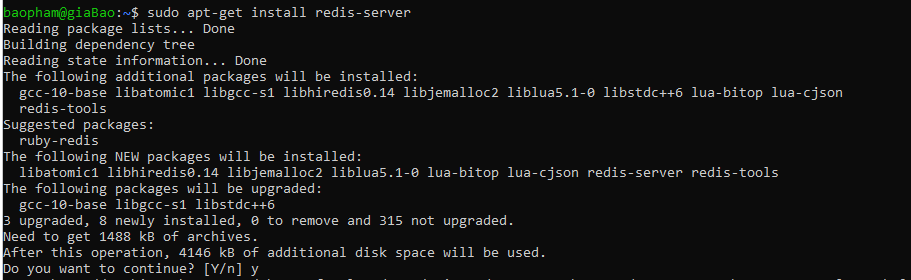 baopham@giaBao:~$ sudo apt-get install redis-server
Reading package lists... Done
Building dependency tree
Reading state information... Done
The following additional packages will be installed:
  gcc-10-base libatomic1 libgcc-s1 libhiredis0.14 libjemalloc2 liblua5.1-0 libstdc++6 lua-bitop lua-cjson
  redis-tools
Suggested packages:
  ruby-redis
The following NEW packages will be installed:
  libatomic1 libhiredis0.14 libjemalloc2 liblua5.1-0 lua-bitop lua-cjson redis-server redis-tools
The following packages will be upgraded:
  gcc-10-base libgcc-s1 libstdc++6
3 upgraded, 8 newly installed, 0 to remove and 315 not upgraded.
Need to get 1488 kB of archives.
After this operation, 4146 kB of additional disk space will be used.
Do you want to continue? [Y/n] y